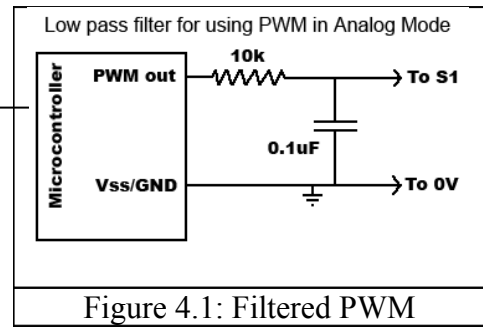 Low pass filter for using PWM in Analog Mode
Microcontroller
PWM out
10k
To S1
0.1uF
Vss/GND
To 0V
Figure 4.1: Filtered PWM